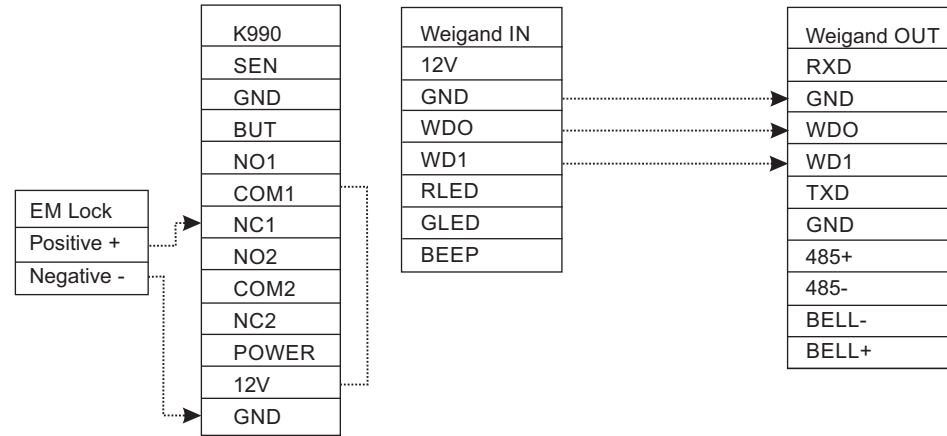 EM Lock
Positive +
Negative -
K990
SEN
GND
BUT
NO1
COM1
NC1
NO2
COM2
NC2
POWER
12V
GND
Weigand IN
12V
GND
WDO
WD1
RLED
GLED
BEEP
Weigand OUT
RXD
GND
WDO
WD1
TXD
GND
485+
485-
BELL-
BELL+